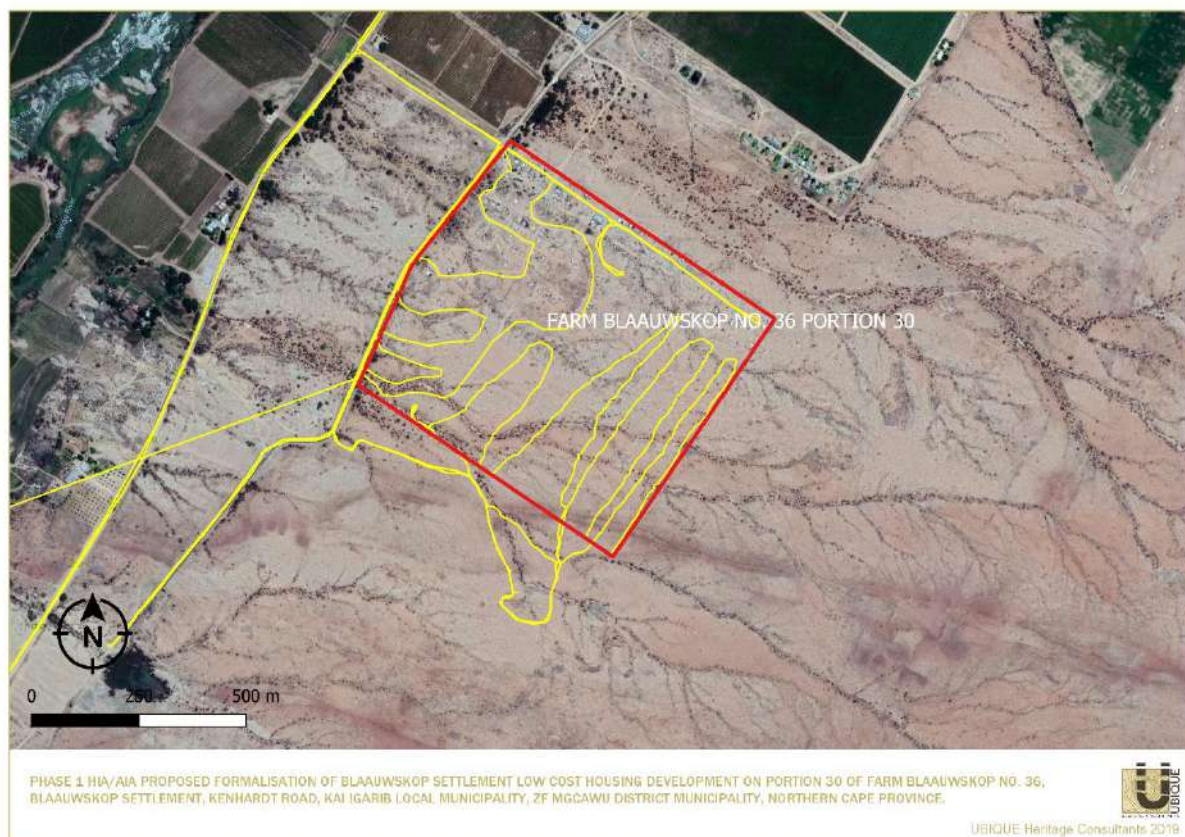 FARM BLAAUWSKOP NO. 36 PORTION 30
N
0 250 500 m
PHASE 1 HIA/AIA PROPOSED FORMALISATION OF BLAAUWSKOP SETTLEMENT LOW COST HOUSING DEVELOPMENT ON PORTION 30 OF FARM BLAAUWSKOP NO. 36,
BLAAUWSKOP SETTLEMENT, KENHARDT ROAD, KAI IGARIB LOCAL MUNICIPALITY, ZF MGCAWU DISTRICT MUNICIPALITY, NORTHERN CAPE PROVINCE.
UBIQUE
UBIQUE Heritage Consultants 2019